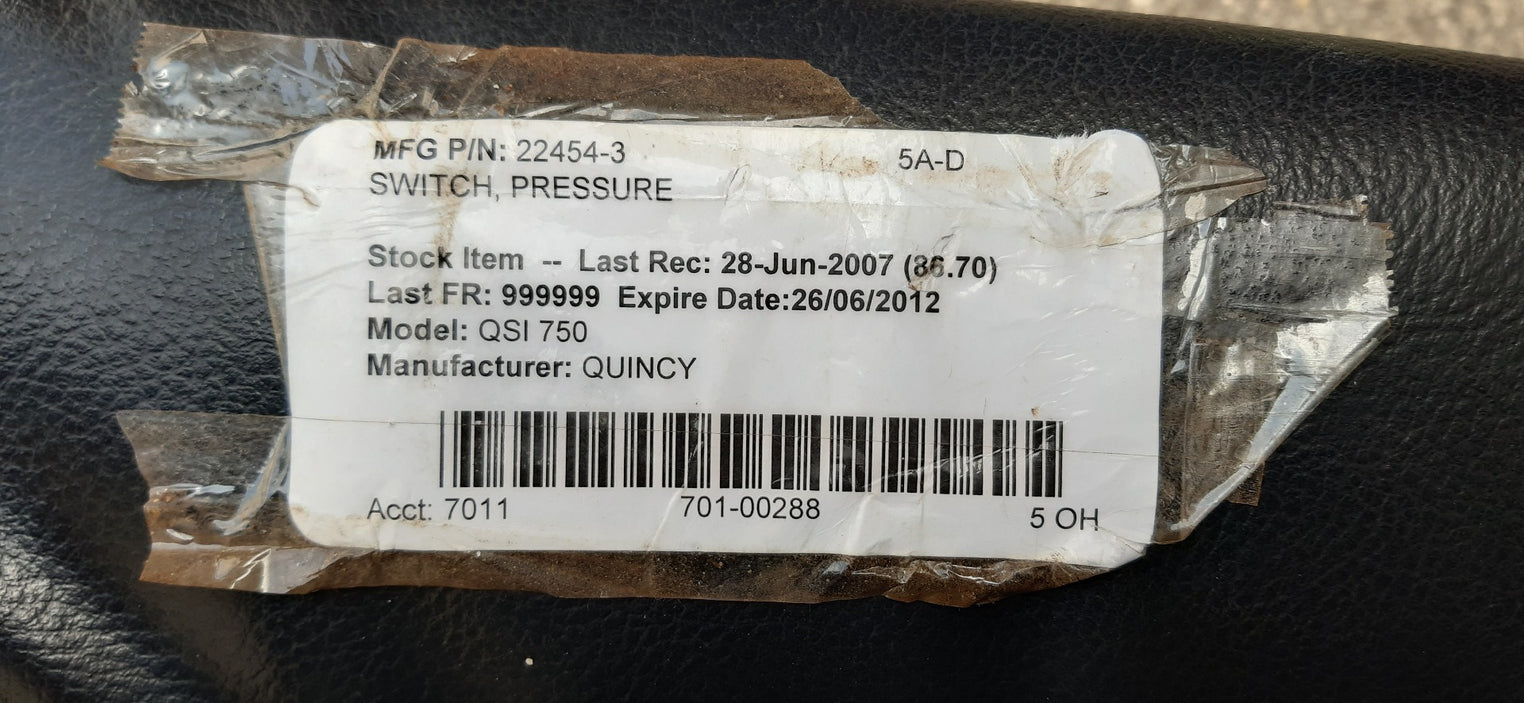 MFG P/N: 22454-3 5A-D
SWITCH, PRESSURE
Stock Item -- Last Rec: 28-Jun-2007 (86.70)
Last FR: 999999 Expire Date:26/06/2012
Model: QSI 750
Manufacturer: QUINCY
Acct: 7011 701-00288 5 OH